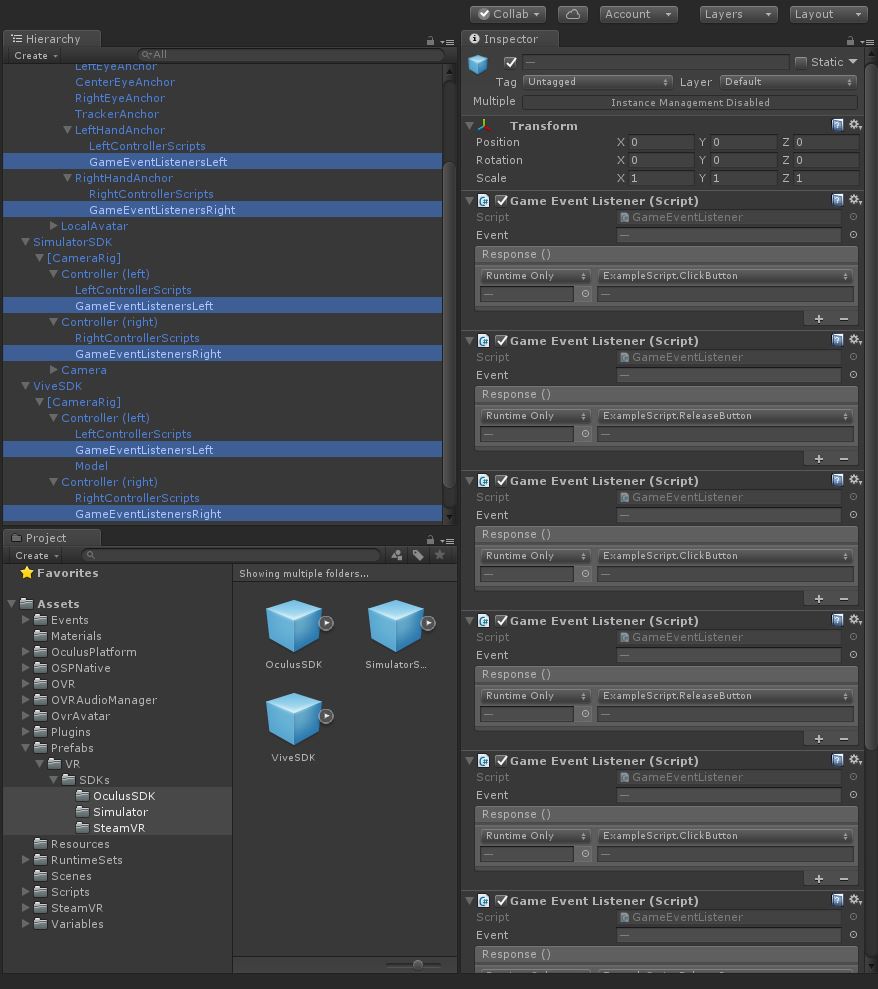 Collab
Account
Layers
Layout
Hierarchy
Create
All
LeftEyeAnchor
CenterEyeAnchor
RightEyeAnchor
TrackerAnchor
LeftHandAnchor
LeftControllerScripts
GameEventListenersLeft
RightHandAnchor
RightControllerScripts
GameEventListenersRight
LocalAvatar
SimulatorSDK
[CameraRig]
Controller (left)
LeftControllerScripts
GameEventListenersLeft
Controller (right)
RightControllerScripts
GameEventListenersRight
Camera
ViveSDK
[CameraRig]
Controller (left)
LeftControllerScripts
GameEventListenersLeft
Model
Controller (right)
RightControllerScripts
GameEventListenersRight
Project
Create
Favorites
Assets
Events
Materials
OculusPlatform
OSPNative
OVR
OVRAudioManager
OvrAvatar
Plugins
Prefabs
VR
SDKs
OculusSDK
Simulator
SteamVR
Resources
RuntimeSets
Scenes
Scripts
SteamVR
Variables
Showing multiple folders...
OculusSDK
SimulatorS...
ViveSDK
Inspector
— Static
Tag Untagged Layer Default
Multiple Instance Management Disabled
Transform
Position X 0 Y 0 Z 0
Rotation X 0 Y 0 Z 0
Scale X 1 Y 1 Z 1
Game Event Listener (Script)
Script GameEventListener
Event —
Response ()
Runtime Only ExampleScript.ClickButton
— —
+ −
Game Event Listener (Script)
Script GameEventListener
Event —
Response ()
Runtime Only ExampleScript.ReleaseButton
— —
+ −
Game Event Listener (Script)
Script GameEventListener
Event —
Response ()
Runtime Only ExampleScript.ClickButton
— —
+ −
Game Event Listener (Script)
Script GameEventListener
Event —
Response ()
Runtime Only ExampleScript.ReleaseButton
— —
+ −
Game Event Listener (Script)
Script GameEventListener
Event —
Response ()
Runtime Only ExampleScript.ClickButton
— —
+ −
Game Event Listener (Script)
Script GameEventListener
Event —
Response ()